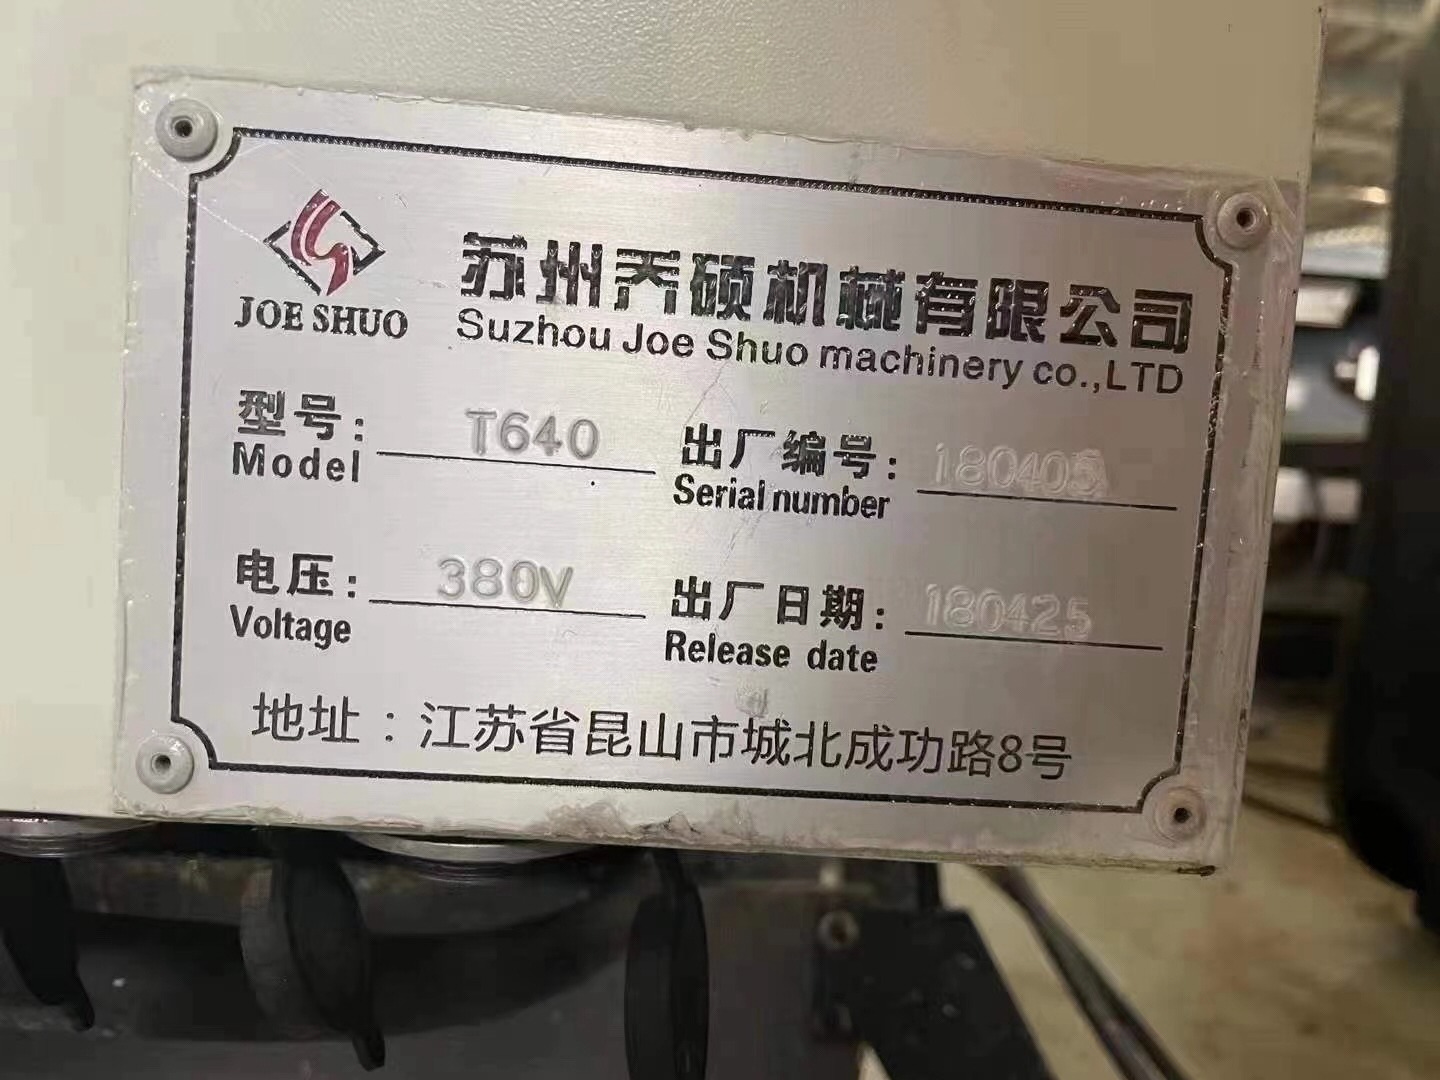 苏州乔硕机械有限公司
JOE SHUO
Suzhou Joe Shuo machinery co.,LTD
型号: T640 出厂编号: 180405
Model Serial number
电压: 380V 出厂日期: 180425
Voltage Release date
地址：江苏省昆山市城北成功路8号